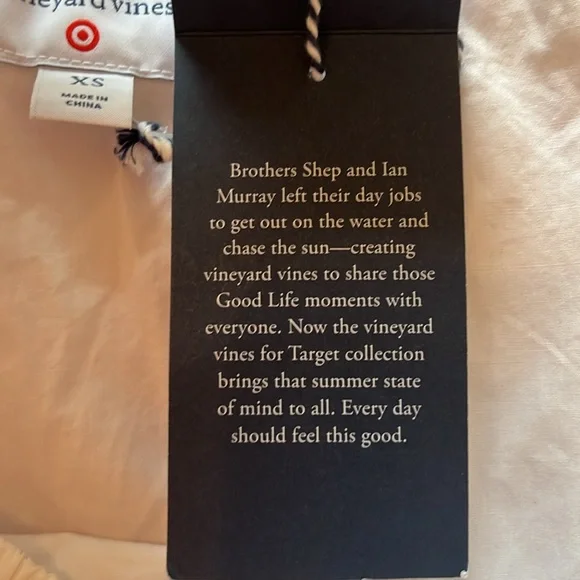 vineyard vines
XS
MADE IN
CHINA
Brothers Shep and Ian
Murray left their day jobs
to get out on the water and
chase the sun—creating
vineyard vines to share those
Good Life moments with
everyone. Now the vineyard
vines for Target collection
brings that summer state
of mind to all. Every day
should feel this good.